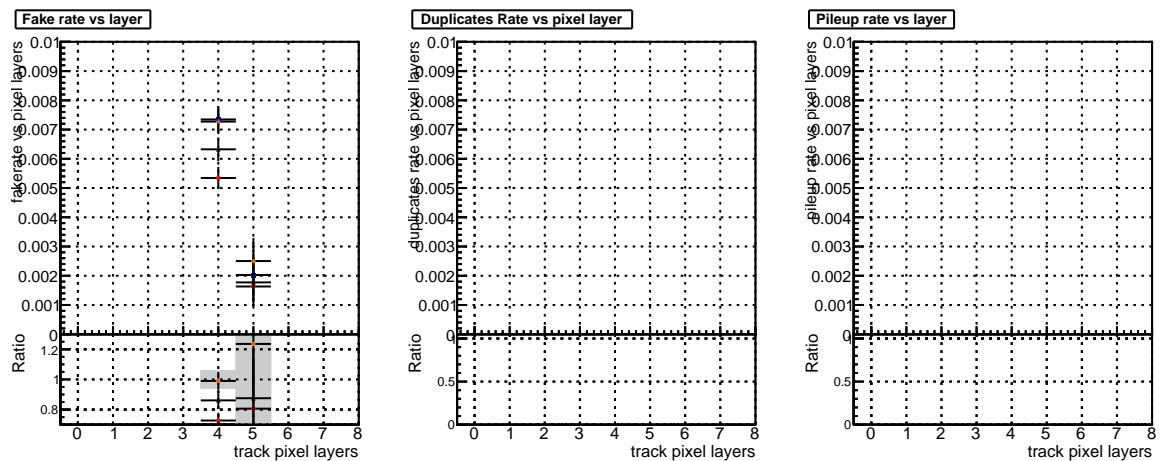 Fake rate vs layer
Duplicates Rate vs pixel layer
Pileup rate vs layer
fakerate vs pixel layers
0.01
0.009
0.008
0.007
0.006
0.005
0.004
0.003
0.002
0.001
0
Ratio
1.2
1
0.8
0 1 2 3 4 5 6 7 8
track pixel layers
duplicates rate vs pixel layers
0.01
0.009
0.008
0.007
0.006
0.005
0.004
0.003
0.002
0.001
0
Ratio
1
0.5
0
0 1 2 3 4 5 6 7 8
track pixel layers
pileup rate vs pixel layers
0.01
0.009
0.008
0.007
0.006
0.005
0.004
0.003
0.002
0.001
0
Ratio
1
0.5
0
0 1 2 3 4 5 6 7 8
track pixel layers